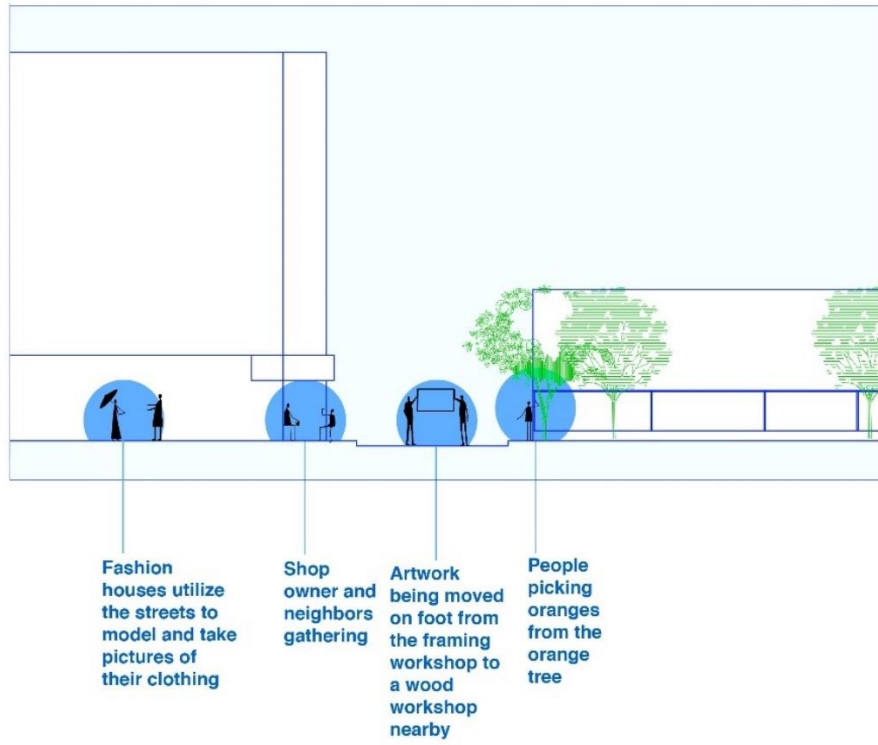 Fashion
houses utilize
the streets to
model and take
pictures of
their clothing
Shop
owner and
neighbors
gathering
Artwork
being moved
on foot from
the framing
workshop to
a wood
workshop
nearby
People
picking
oranges
from the
orange
tree